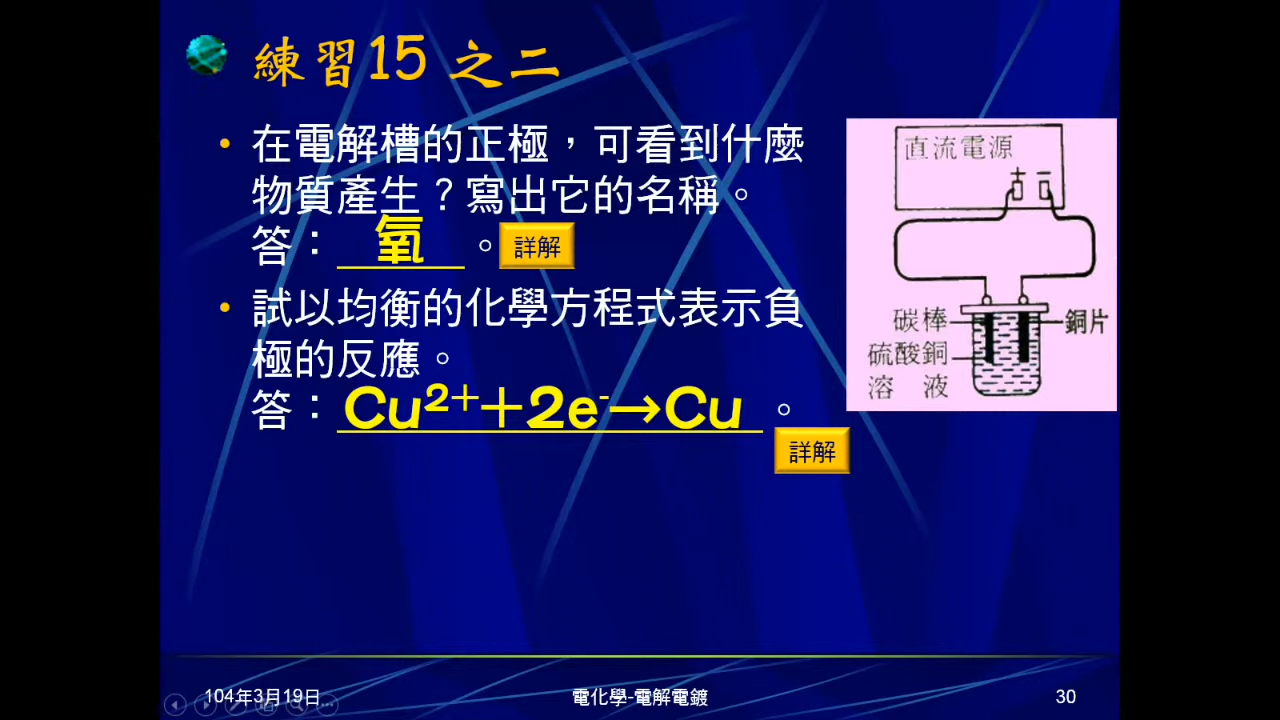 練習15 之二
• 在電解槽的正極，可看到什麼
物質產生？寫出它的名稱。
答：氧。詳解
• 試以均衡的化學方程式表示負
極的反應。
答：Cu²⁺＋2e⁻→Cu。
詳解
直流電源
＋ －
碳棒
銅片
硫酸銅
溶 液
104年3月19日
電化學-電解電鍍
30